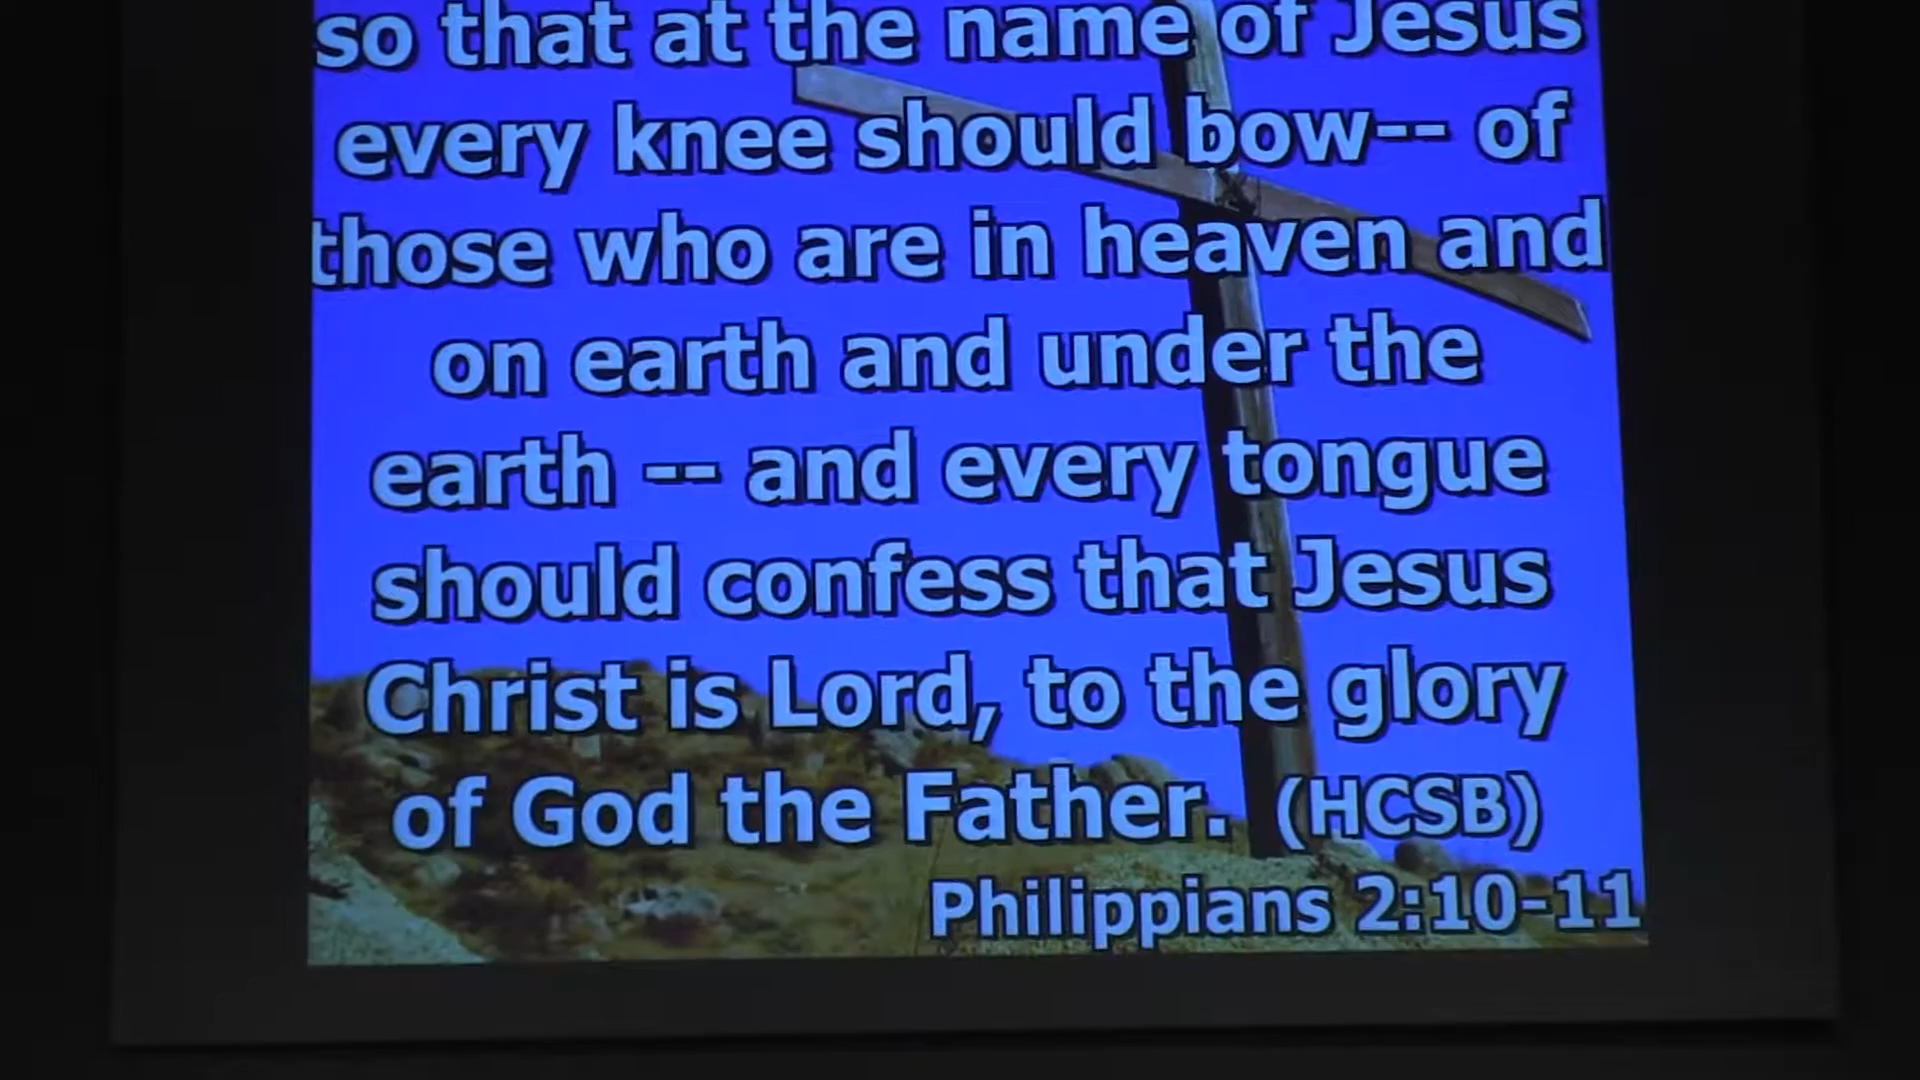 so that at the name of Jesus
every knee should bow-- of
those who are in heaven and
on earth and under the
earth -- and every tongue
should confess that Jesus
Christ is Lord, to the glory
of God the Father. (HCSB)
Philippians 2:10-11